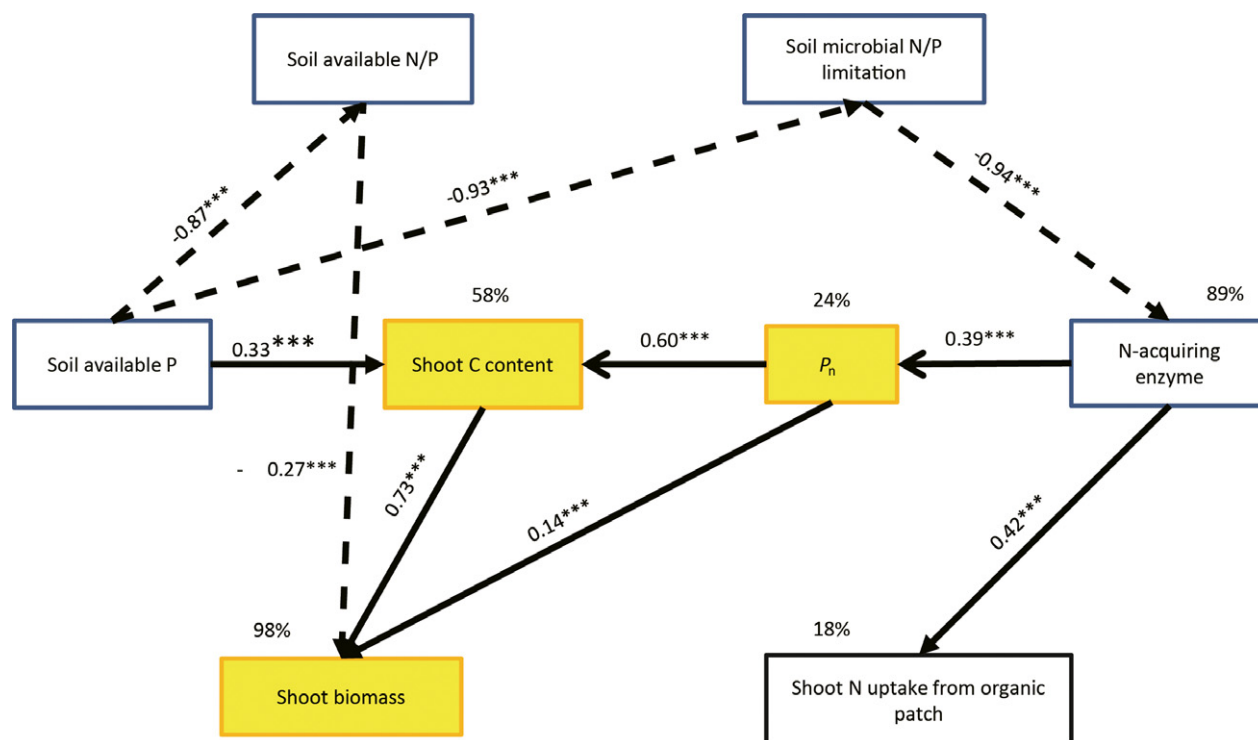 Soil available N/P
Soil microbial N/P
limitation
-0.87***
-0.93***
-0.94***
58%
24%
89%
Soil available P
0.33***
Shoot C content
0.60***
Pn
0.39***
N-acquiring
enzyme
- 0.27***
0.73***
0.14***
0.42***
98%
18%
Shoot biomass
Shoot N uptake from organic
patch